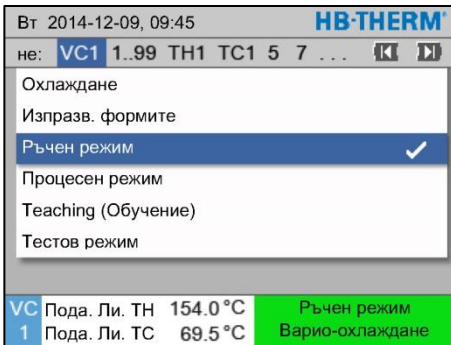 Вт 2014-12-09, 09:45 HB-THERM®
не: VC1 1..99 TH1 TC1 5 7 ...
Охлаждане
Изпразв. формите
Ръчен режим
Процесен режим
Teaching (Обучение)
Тестов режим
VC Пода. Ли. TH 154.0 °C Ръчен режим
1 Пода. Ли. TC 69.5 °C Варио-охлаждане